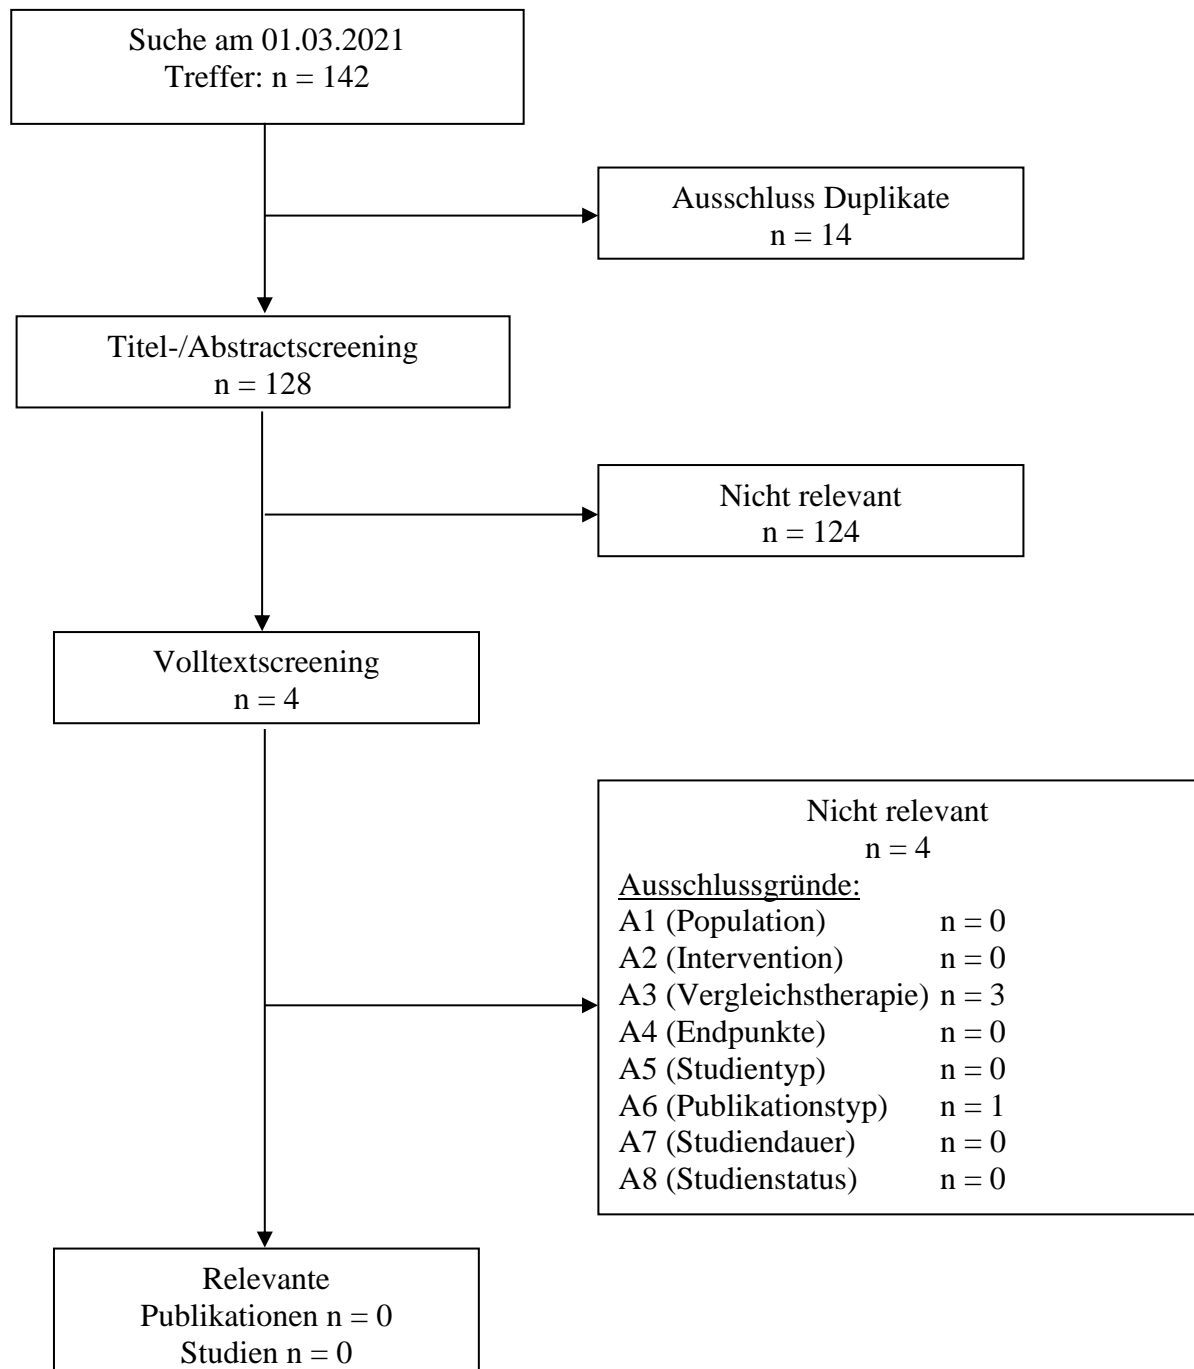 Suche am 01.03.2021
Treffer: n = 142
Ausschluss Duplikate
n = 14
Titel-/Abstractscreening
n = 128
Nicht relevant
n = 124
Volltextscreening
n = 4
Nicht relevant
n = 4
Ausschlussgründe:
A1 (Population) n = 0
A2 (Intervention) n = 0
A3 (Vergleichstherapie) n = 3
A4 (Endpunkte) n = 0
A5 (Studientyp) n = 0
A6 (Publikationstyp) n = 1
A7 (Studiendauer) n = 0
A8 (Studienstatus) n = 0
Relevante
Publikationen n = 0
Studien n = 0